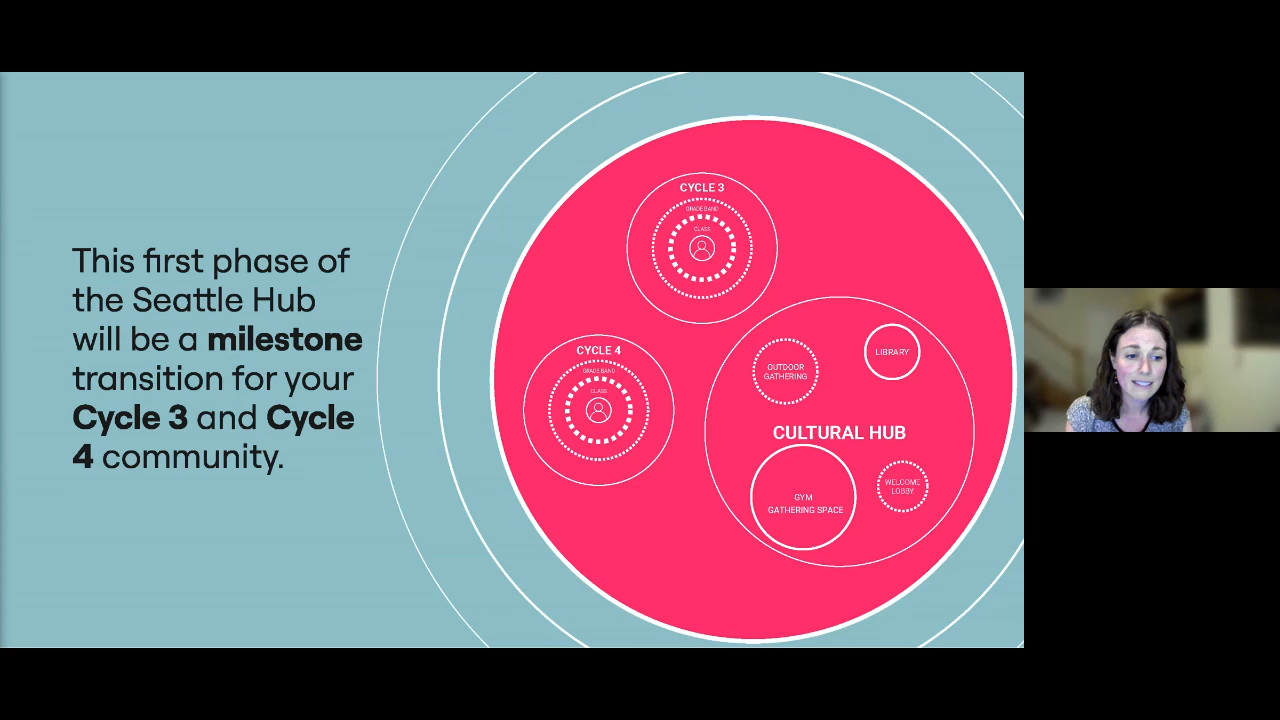 This first phase of
the Seattle Hub
will be a milestone
transition for your
Cycle 3 and Cycle
4 community.
CYCLE 3
GRADE BAND
CLASS
CYCLE 4
GRADE BAND
CLASS
OUTDOOR
GATHERING
LIBRARY
CULTURAL HUB
GYM
GATHERING SPACE
WELCOME
LOBBY